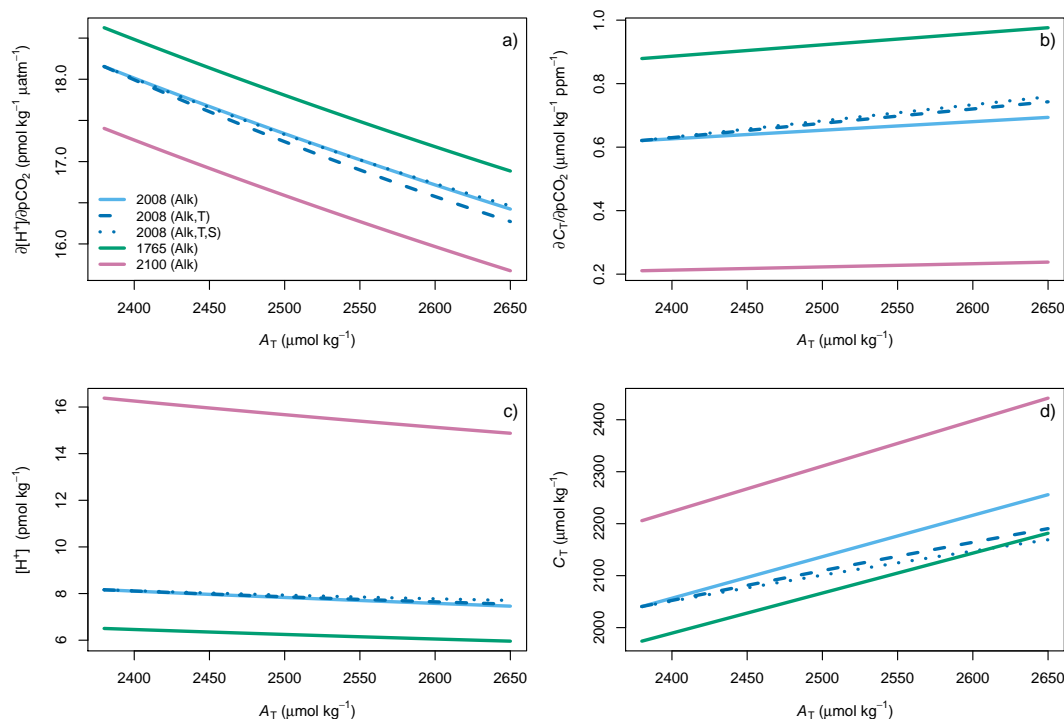 a)
∂[H⁺]/∂pCO₂ (pmol kg⁻¹ μatm⁻¹)
18.0
17.0
16.0
2008 (Alk)
2008 (Alk,T)
2008 (Alk,T,S)
1765 (Alk)
2100 (Alk)
2400 2450 2500 2550 2600 2650
A_T (μmol kg⁻¹)
b)
∂C_T/∂pCO₂ (μmol kg⁻¹ ppm⁻¹)
1.0
0.8
0.6
0.4
0.2
2400 2450 2500 2550 2600 2650
A_T (μmol kg⁻¹)
c)
[H⁺] (pmol kg⁻¹)
16
14
12
10
8
6
2400 2450 2500 2550 2600 2650
A_T (μmol kg⁻¹)
d)
C_T (μmol kg⁻¹)
2400
2300
2200
2100
2000
2400 2450 2500 2550 2600 2650
A_T (μmol kg⁻¹)